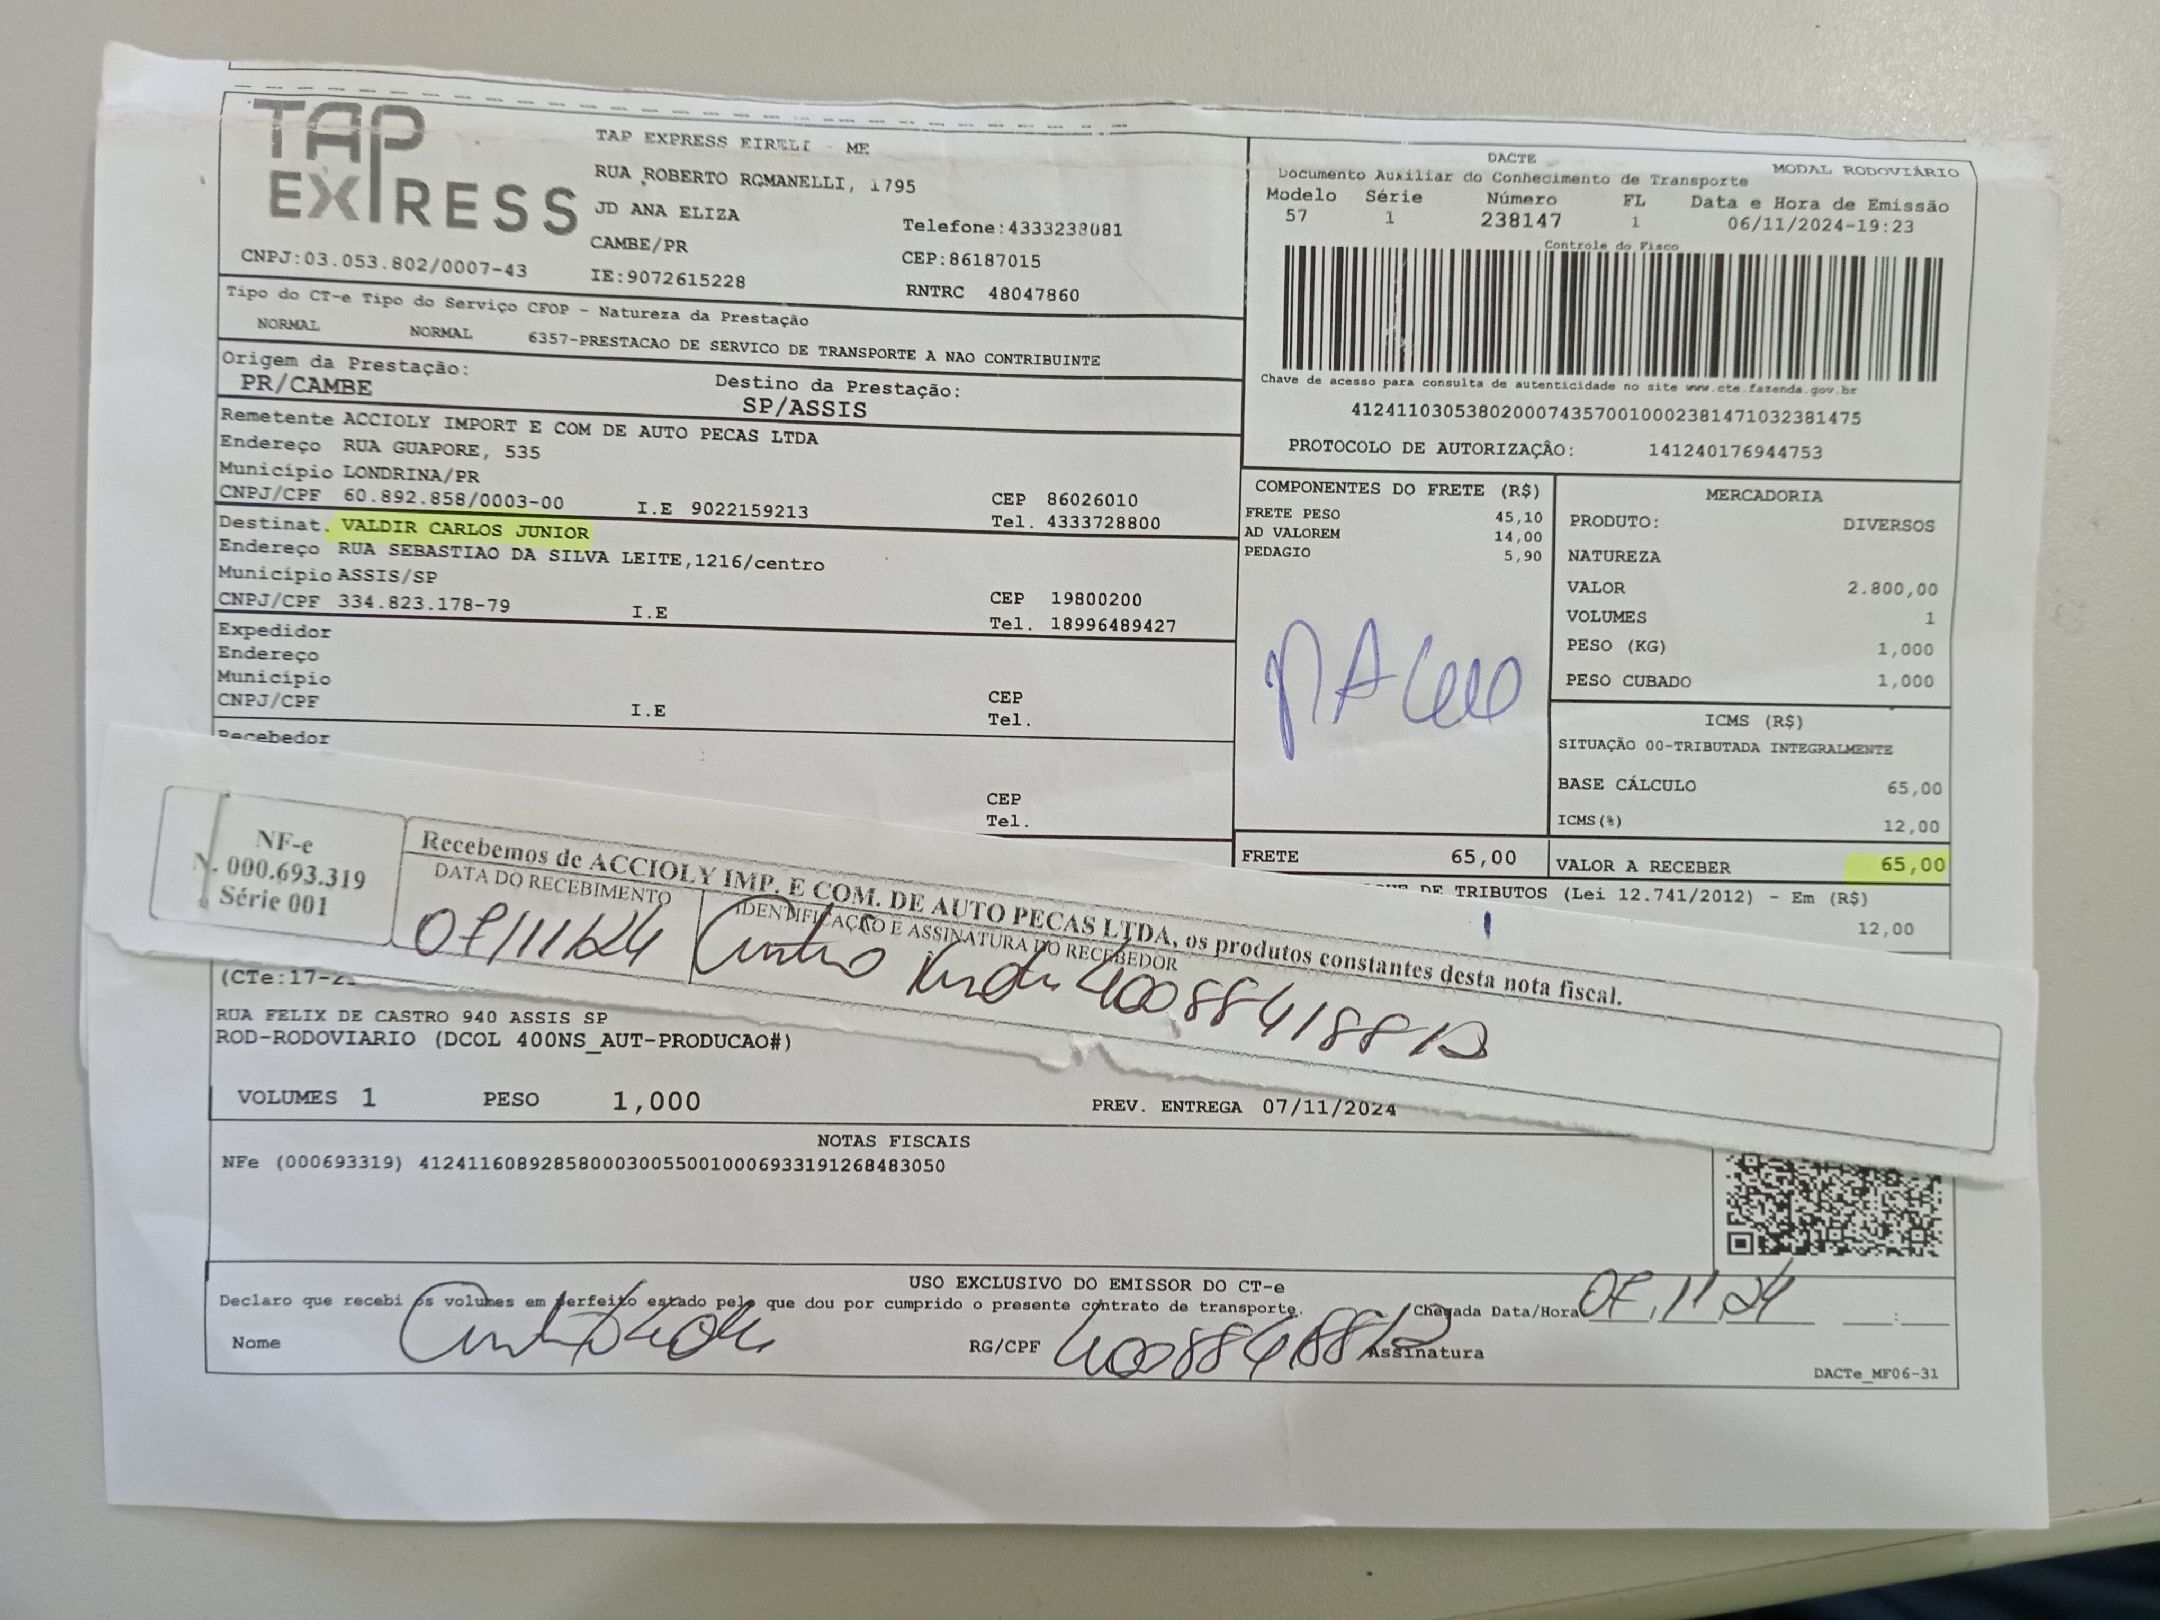 TAP EXPRESS
TAP EXPRESS EIRELI - ME
RUA ROBERTO ROMANELLI, 1795
JD ANA ELIZA
Telefone:4333238081
CAMBE/PR
CEP:86187015
CNPJ:03.053.802/0007-43
IE:9072615228
RNTRC 48047860
DACTE
MODAL RODOVIÁRIO
Documento Auxiliar do Conhecimento de Transporte
Modelo Série Número FL Data e Hora de Emissão
57 1 238147 1 06/11/2024-19:23
Controle do Fisco
Chave de acesso para consulta de autenticidade no site www.cte.fazenda.gov.br
41241103053802000743570010002381471032381475
PROTOCOLO DE AUTORIZAÇÃO: 141240176944753
Tipo do CT-e Tipo do Serviço CFOP - Natureza da Prestação
NORMAL NORMAL 6357-PRESTACAO DE SERVICO DE TRANSPORTE A NAO CONTRIBUINTE
Origem da Prestação: Destino da Prestação:
PR/CAMBE SP/ASSIS
Remetente ACCIOLY IMPORT E COM DE AUTO PECAS LTDA
Endereço RUA GUAPORE, 535
Município LONDRINA/PR
CEP 86026010
CNPJ/CPF 60.892.858/0003-00 I.E 9022159213 Tel. 4333728800
Destinat. VALDIR CARLOS JUNIOR
Endereço RUA SEBASTIAO DA SILVA LEITE,1216/centro
Município ASSIS/SP
CEP 19800200
CNPJ/CPF 334.823.178-79 I.E Tel. 18996489427
Expedidor
Endereço
Município
CEP
CNPJ/CPF I.E Tel.
Recebedor
CEP
Tel.
COMPONENTES DO FRETE (R$)
FRETE PESO 45,10
AD VALOREM 14,00
PEDAGIO 5,90
FRETE 65,00
MERCADORIA
PRODUTO: DIVERSOS
NATUREZA
VALOR 2.800,00
VOLUMES 1
PESO (KG) 1,000
PESO CUBADO 1,000
ICMS (R$)
SITUAÇÃO 00-TRIBUTADA INTEGRALMENTE
BASE CÁLCULO 65,00
ICMS(%) 12,00
VALOR A RECEBER 65,00
DE TRIBUTOS (Lei 12.741/2012) - Em (R$)
12,00
NF-e
N. 000.693.319
Série 001
Recebemos de ACCIOLY IMP. E COM. DE AUTO PECAS LTDA, os produtos constantes desta nota fiscal.
DATA DO RECEBIMENTO
IDENTIFICAÇÃO E ASSINATURA DO RECEBEDOR
07/11/24
(CTe:17-2
RUA FELIX DE CASTRO 940 ASSIS SP
ROD-RODOVIARIO (DCOL 400NS_AUT-PRODUCAO#)
VOLUMES 1 PESO 1,000 PREV. ENTREGA 07/11/2024
NOTAS FISCAIS
NFe (000693319) 41241160892858000300550010006933191268483050
USO EXCLUSIVO DO EMISSOR DO CT-e
Declaro que recebi os volumes em perfeito estado pelo que dou por cumprido o presente contrato de transporte.
Chegada Data/Hora 07.11.24
Nome RG/CPF Assinatura
DACTe_MF06-31